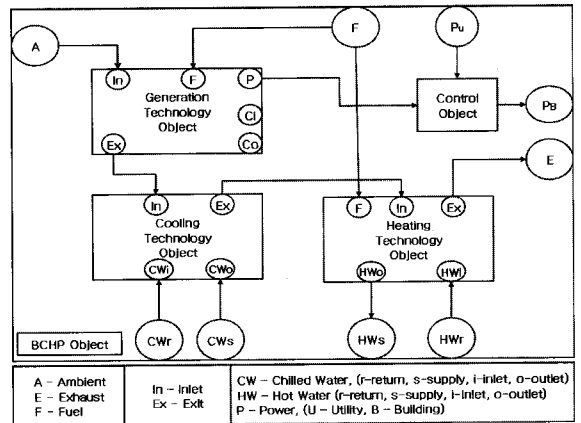 A
F
Pu
In
F
P
Generation
Technology
Object
CI
Co
Ex
Control
Object
PB
E
In
Ex
Cooling
Technology
Object
CWi
CWo
F
In
Ex
Heating
Technology
Object
HWo
HWI
BCHP Object
CWr
CWs
HWs
HWr
A - Ambient
E - Exhaust
F - Fuel
In - Inlet
Ex - Exit
CW - Chilled Water, (r-return, s-supply, i-inlet, o-outlet)
HW - Hot Water (r-return, s-supply, i-inlet, o-outlet)
P - Power, (U - Utility, B - Building)